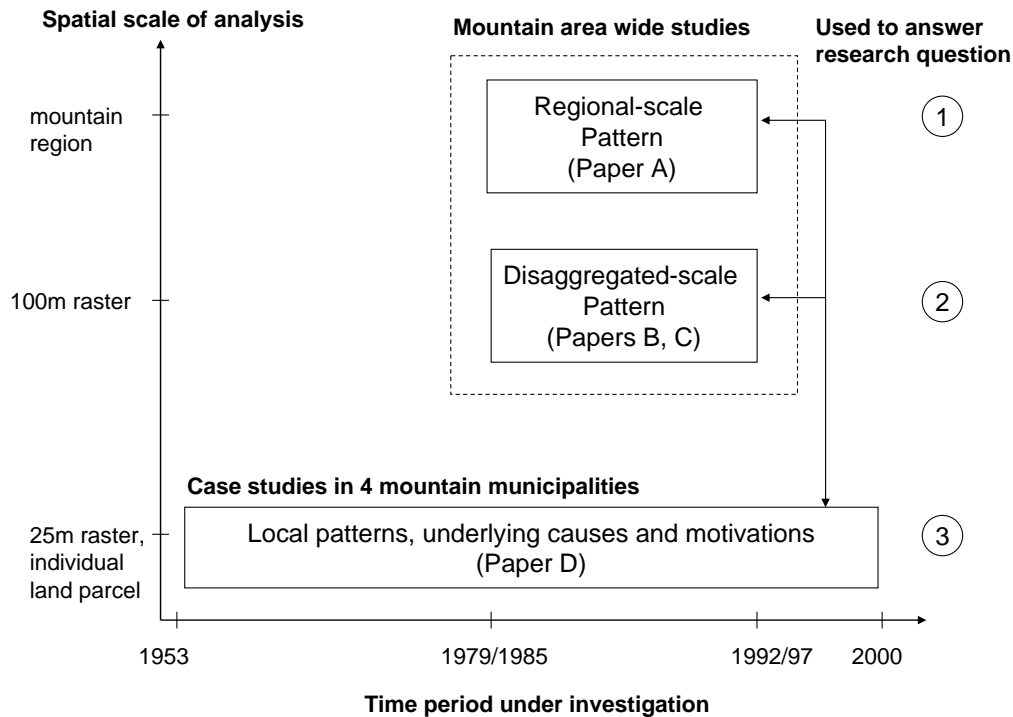 Spatial scale of analysis
Mountain area wide studies
Used to answer
research question
mountain
region
Regional-scale
Pattern
(Paper A)
1
100m raster
Disaggregated-scale
Pattern
(Papers B, C)
2
Case studies in 4 mountain municipalities
25m raster,
individual
land parcel
Local patterns, underlying causes and motivations
(Paper D)
3
1953
1979/1985
1992/97
2000
Time period under investigation